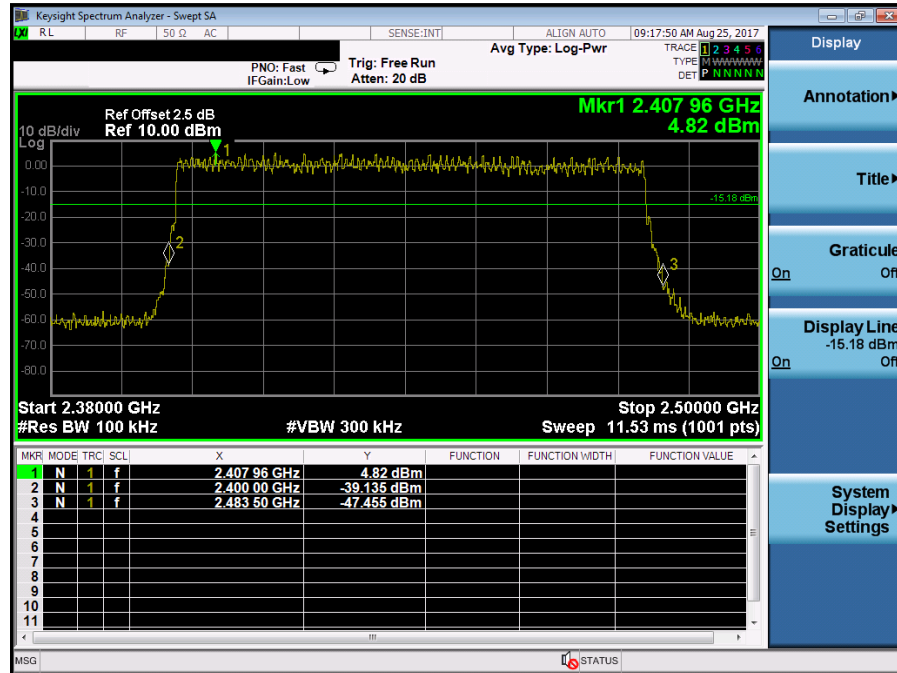 Keysight Spectrum Analyzer - Swept SA
LXI RL RF 50 Ω AC SENSE:INT ALIGN AUTO 09:17:50 AM Aug 25, 2017
Avg Type: Log-Pwr TRACE 1 2 3 4 5 6
PNO: Fast Trig: Free Run TYPE M WWWWW
IFGain:Low Atten: 20 dB DET P N N N N N
Display
Annotation
Title
Graticule
On Off
Display Line
-15.18 dBm
On Off
System
Display
Settings
Mkr1 2.407 96 GHz
4.82 dBm
Ref Offset 2.5 dB
10 dB/div Ref 10.00 dBm
Log
1
0.00
-10.0
-15.18 dBm
-20.0
-30.0
2
-40.0
3
-50.0
-60.0
-70.0
-80.0
Start 2.38000 GHz Stop 2.50000 GHz
#Res BW 100 kHz #VBW 300 kHz Sweep 11.53 ms (1001 pts)
MKR MODE TRC SCL X Y FUNCTION FUNCTION WIDTH FUNCTION VALUE
1 N 1 f 2.407 96 GHz 4.82 dBm
2 N 1 f 2.400 00 GHz -39.135 dBm
3 N 1 f 2.483 50 GHz -47.455 dBm
4
5
6
7
8
9
10
11
MSG STATUS